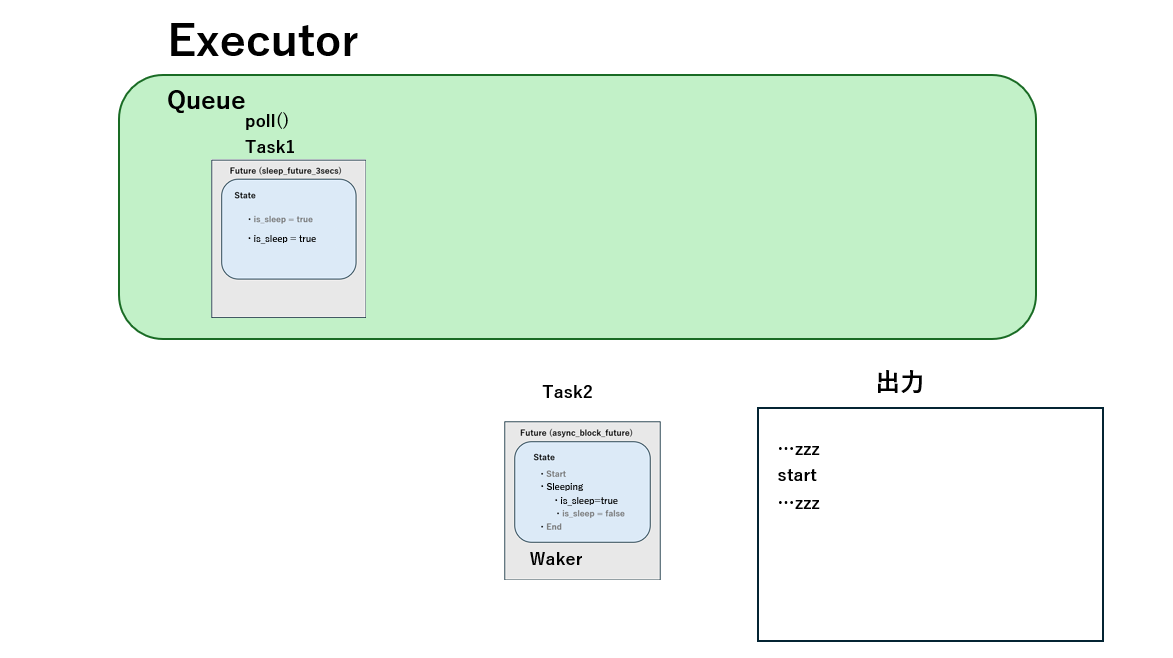 Executor
Queue
poll()
Task1
Future (sleep_future_3secs)
State
・is_sleep = true
・is_sleep = true
Task2
Future (async_block_future)
State
・Start
・Sleeping
・is_sleep=true
・is_sleep = false
・End
Waker
出力
…zzz
start
…zzz